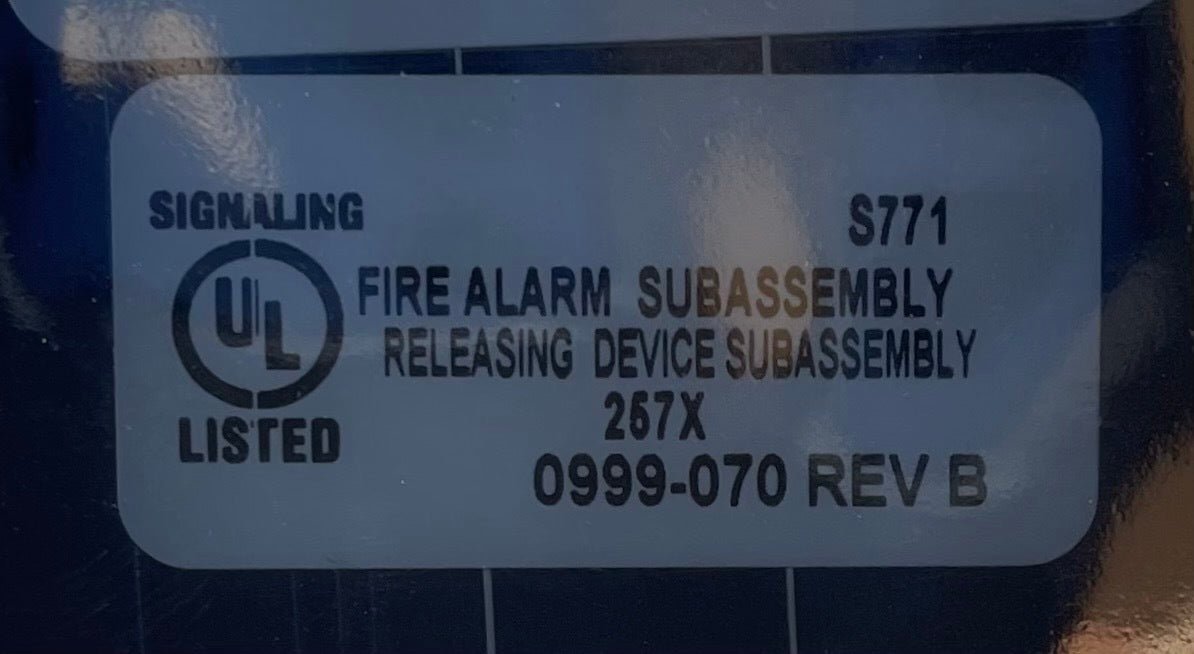 SIGNALING
S771
UL
FIRE ALARM SUBASSEMBLY
RELEASING DEVICE SUBASSEMBLY
257X
LISTED
0999-070 REV B